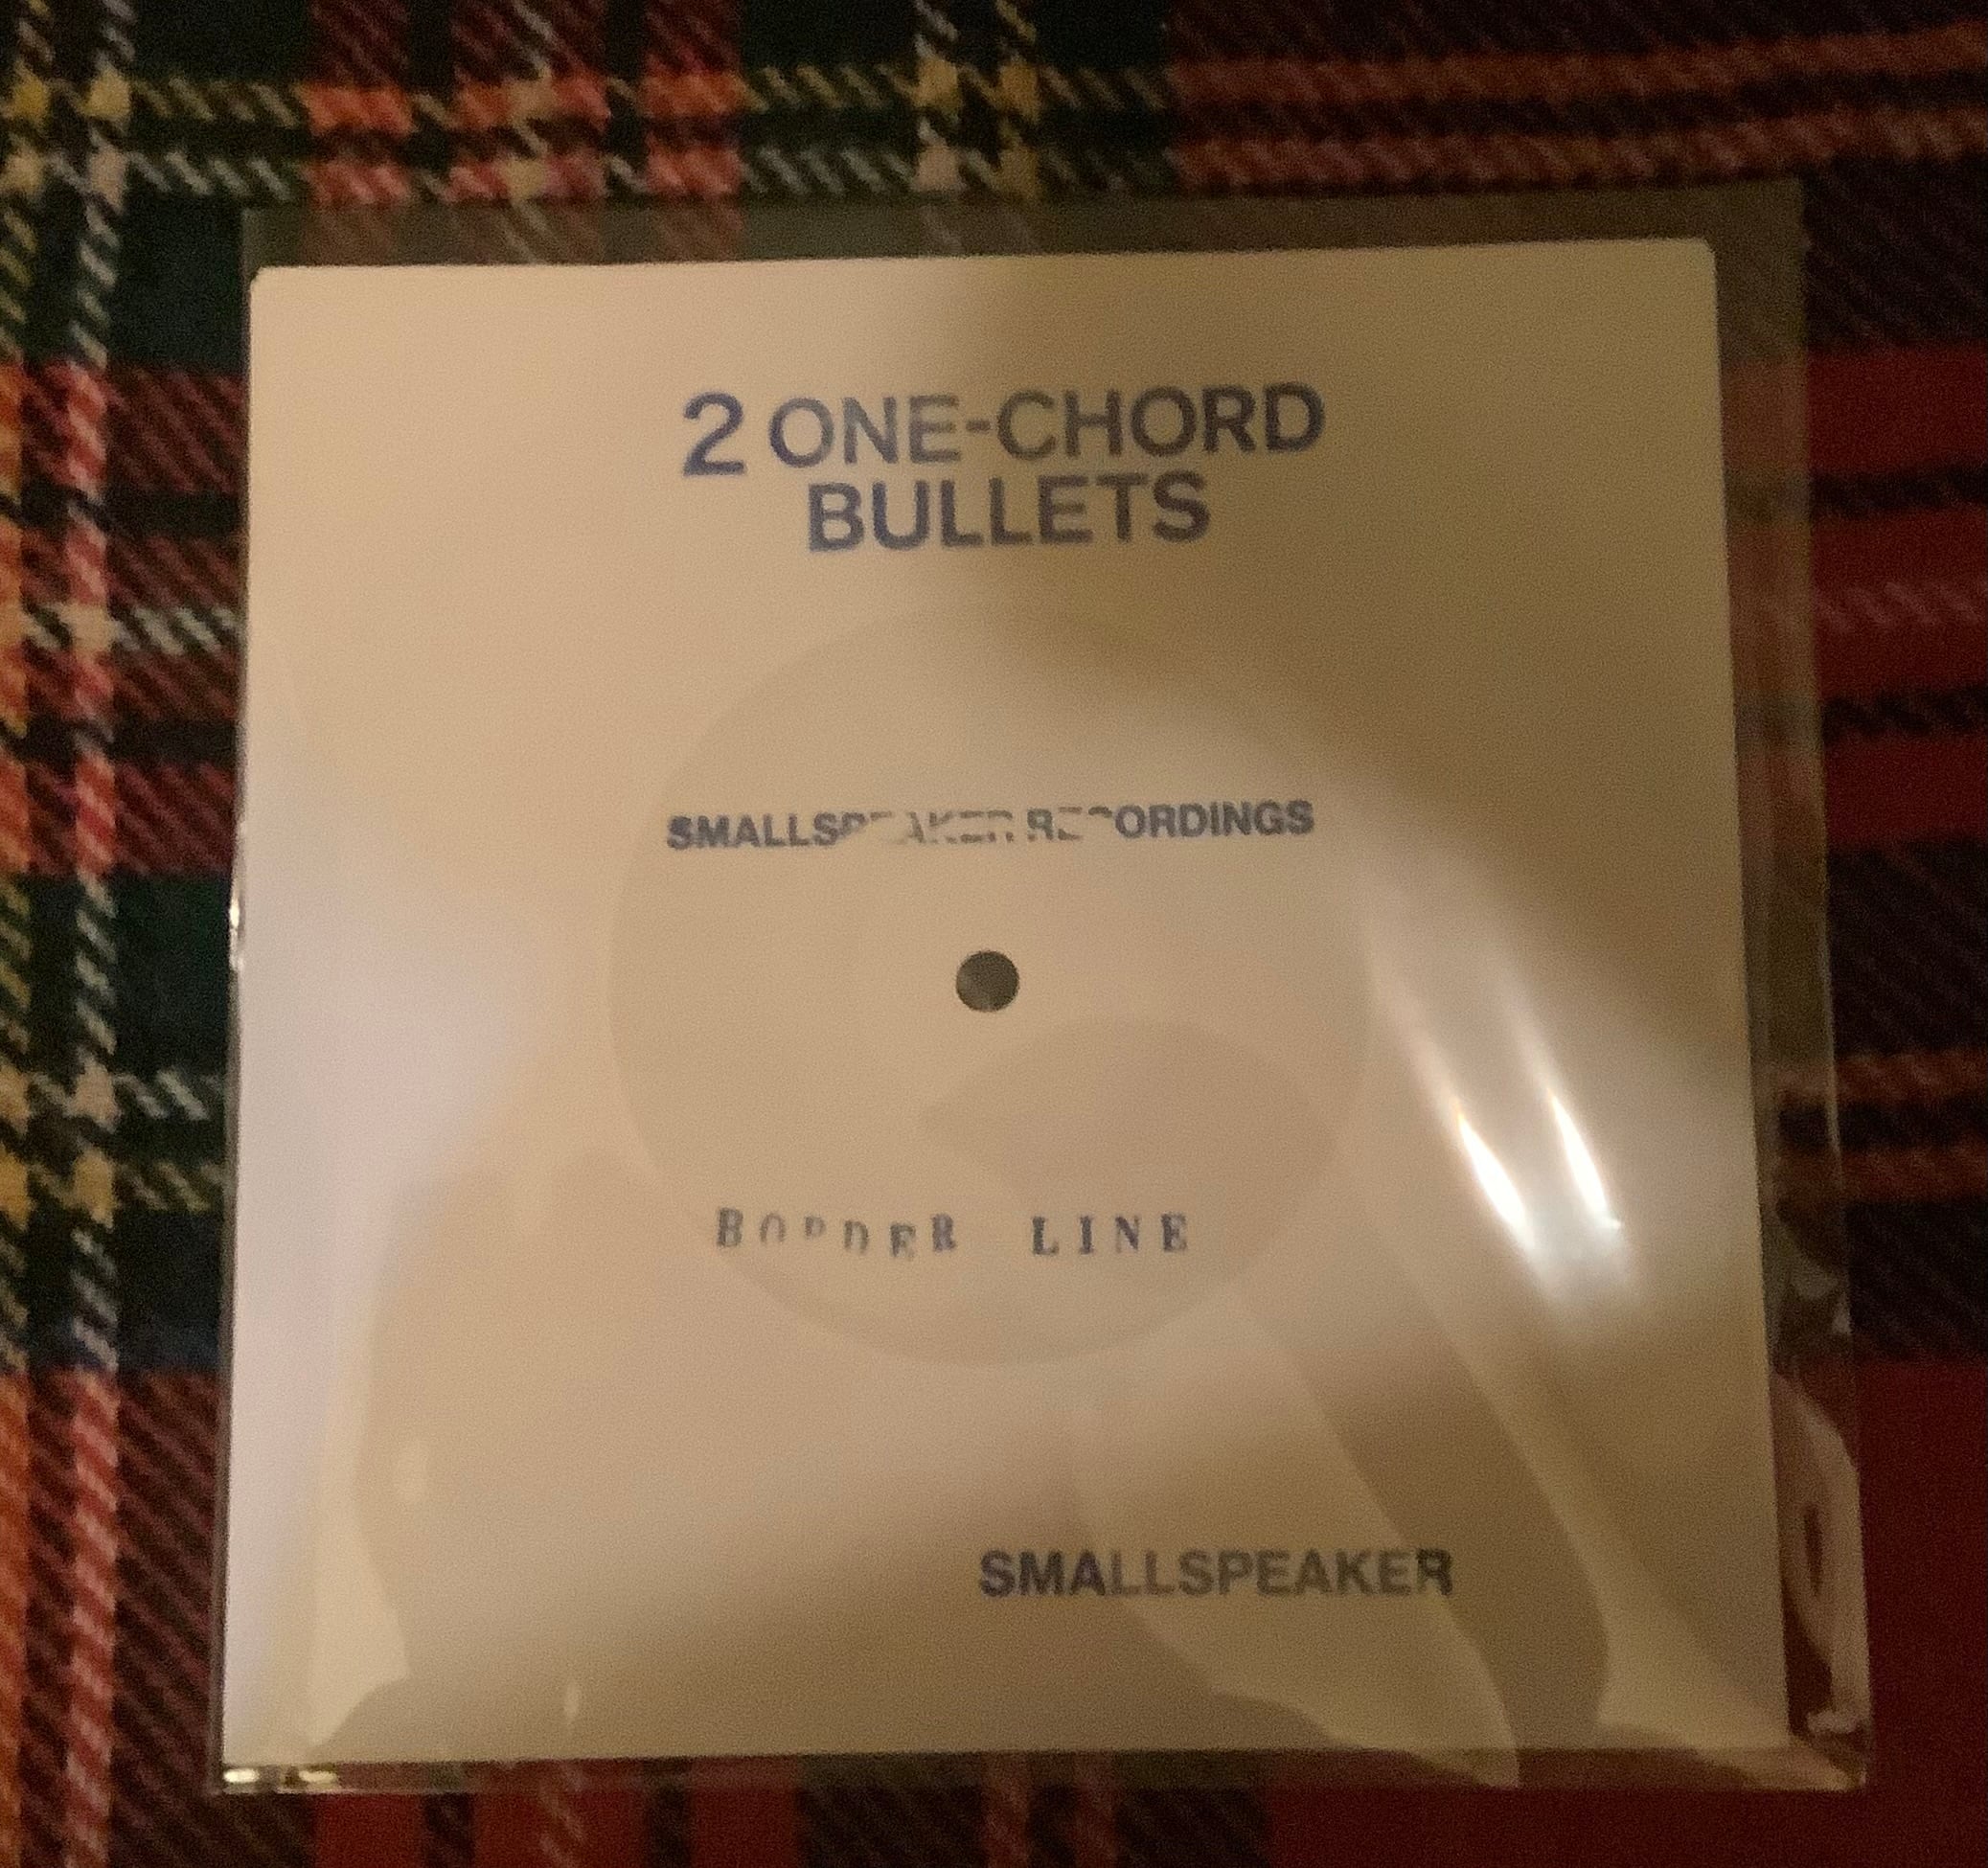 2 ONE-CHORD
BULLETS
SMALLSPEAKER RECORDINGS
BORDER LINE
SMALLSPEAKER